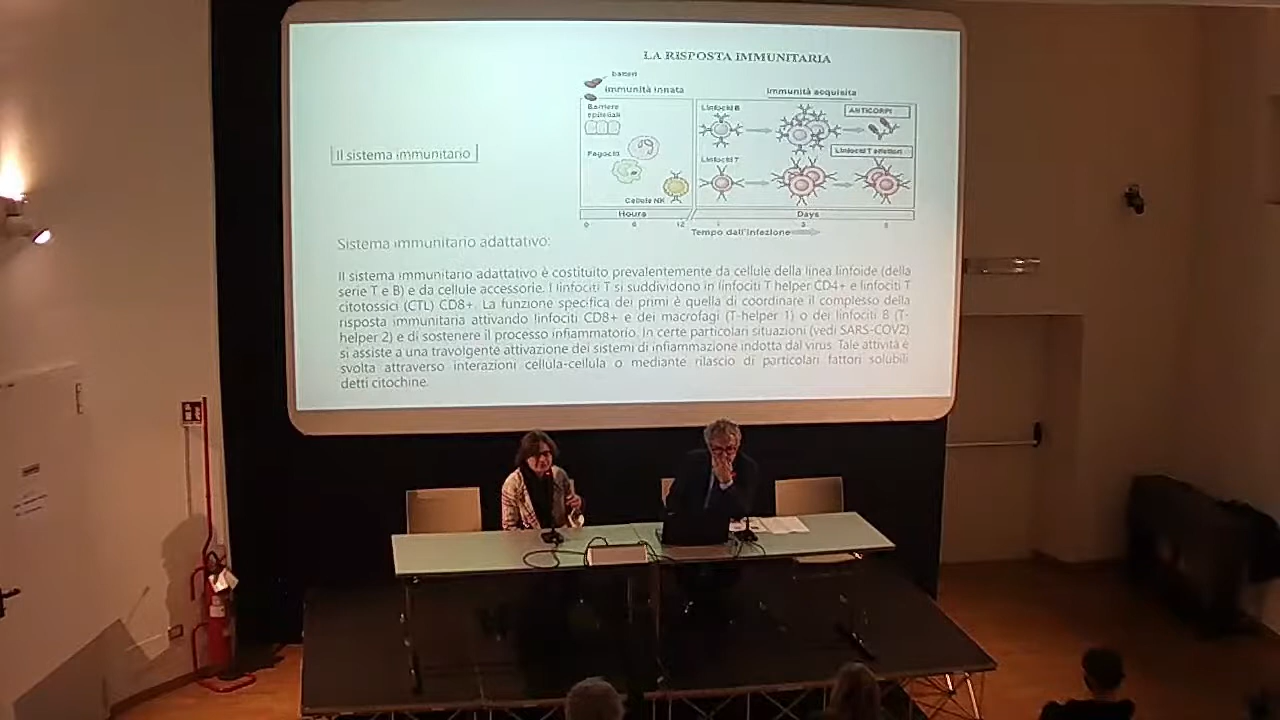 LA RISPOSTA IMMUNITARIA
batteri
Immunità innata
Immunità acquisita
Barriere
epiteliali
Linfociti B
ANTICORPI
Fagociti
Linfociti T
Linfociti T effettori
Cellule NK
Hours
Days
0 6 12 1 3 5
Tempo dall'infezione
Il sistema immunitario
Sistema immunitario adattativo:
Il sistema immunitario adattativo è costituito prevalentemente da cellule della linea linfoide (della
serie T e B) e da cellule accessorie. I linfociti T si suddividono in linfociti T helper CD4+ e linfociti T
citotossici (CTL) CD8+. La funzione specifica dei primi è quella di coordinare il complesso della
risposta immunitaria attivando linfociti CD8+ e dei macrofagi (T-helper 1) o dei linfociti B (T-
helper 2) e di sostenere il processo infiammatorio. In certe particolari situazioni (vedi SARS-COV2)
si assiste a una travolgente attivazione dei sistemi di infiammazione indotta dal virus. Tale attività è
svolta attraverso interazioni cellula-cellula o mediante rilascio di particolari fattori solubili
detti citochine.